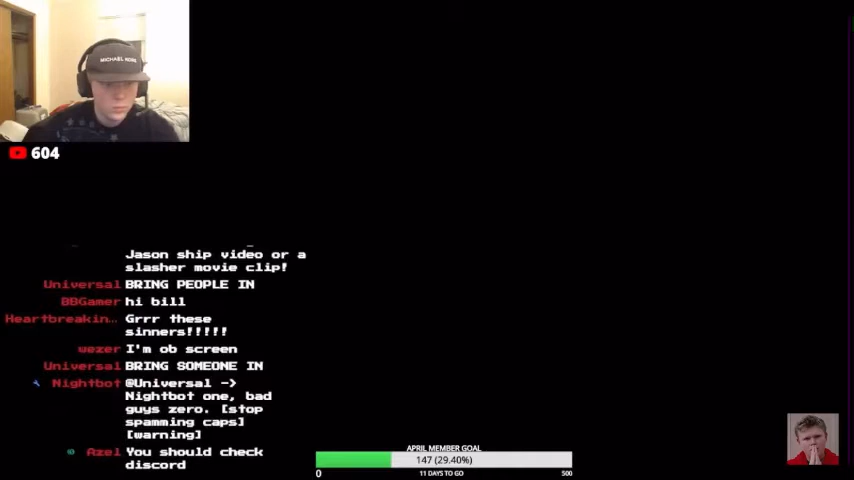 MICHAEL KORS
604
Jason ship video or a
slasher movie clip!
Universal BRING PEOPLE IN
B8Gamer hi bill
Heartbreakin… Grrr these
sinners!!!!!
wezer I'm ob screen
Universal BRING SOMEONE IN
Nightbot @Universal ->
Nightbot one, bad
guys zero. [stop
spamming caps]
[warning]
Azel You should check
discord
APRIL MEMBER GOAL
147 (29.40%)
0 11 DAYS TO GO 500